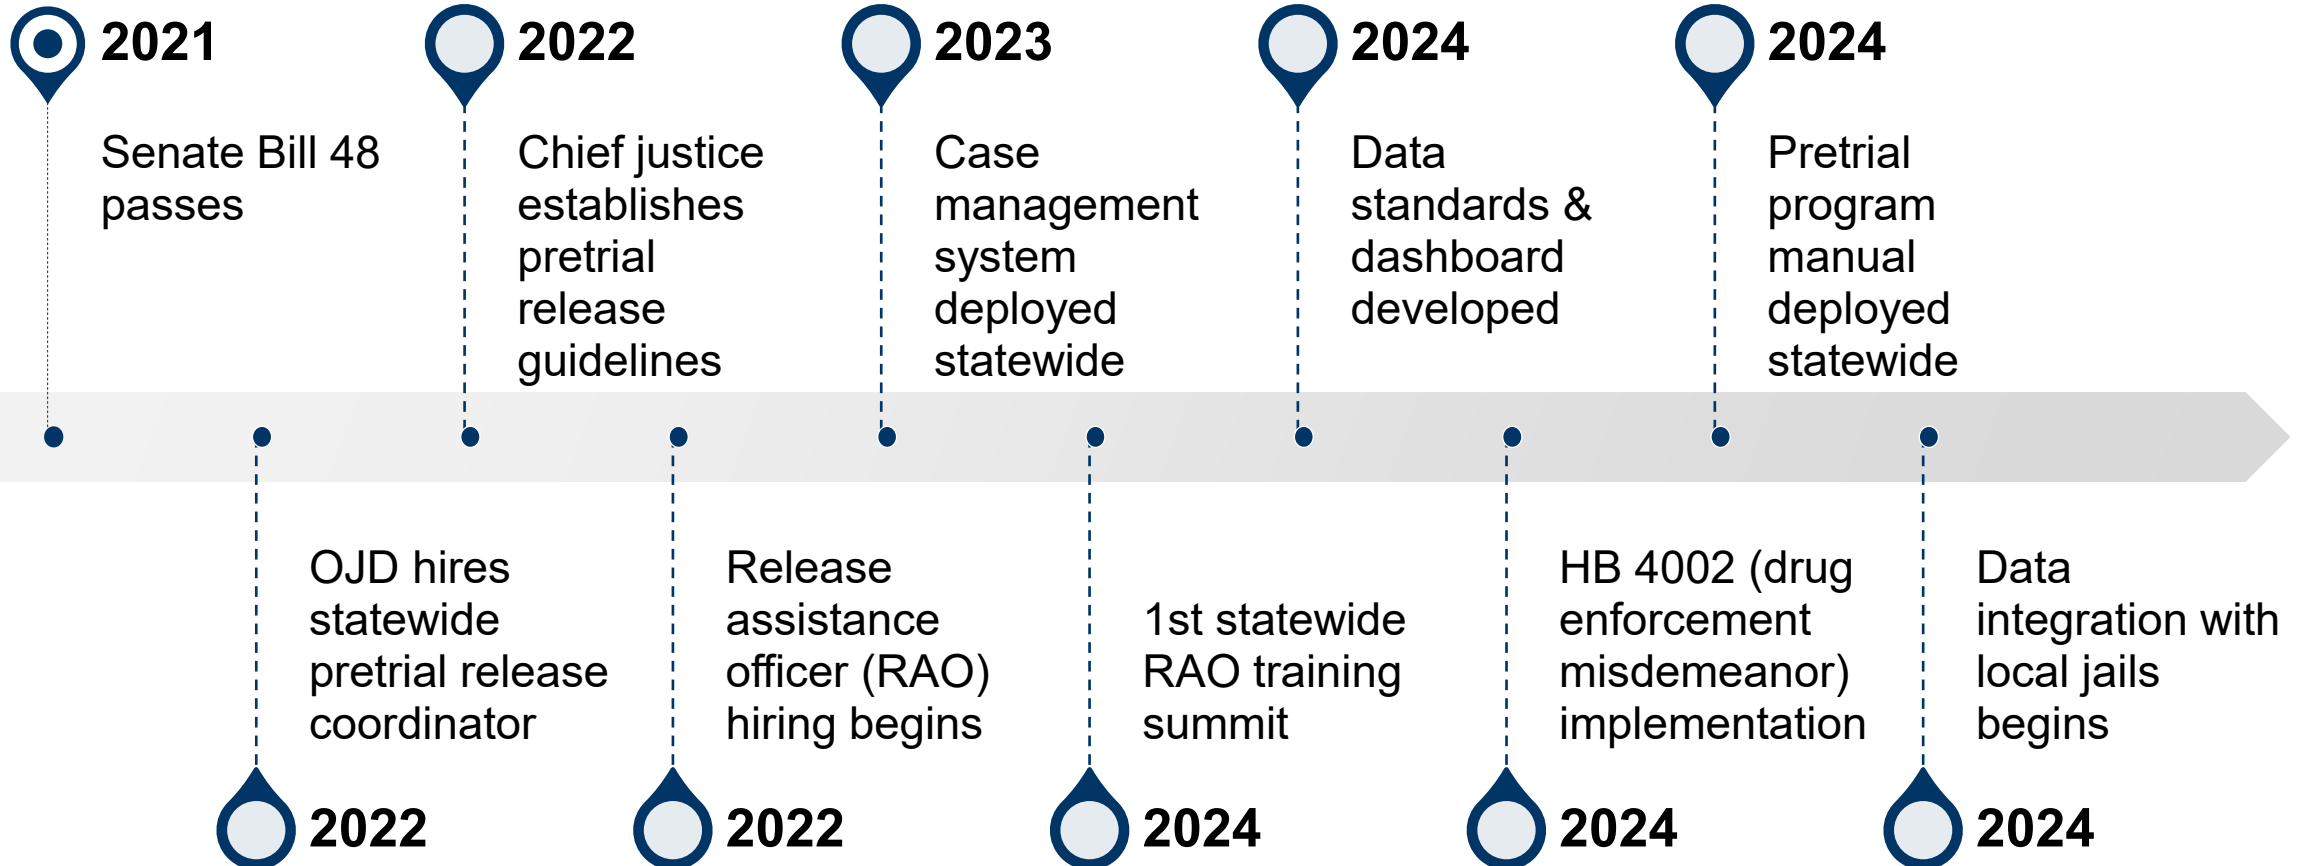 2021
Senate Bill 48
passes
2022
OJD hires
statewide
pretrial release
coordinator
2022
Chief justice
establishes
pretrial
release
guidelines
2022
Release
assistance
officer (RAO)
hiring begins
2023
Case
management
system
deployed
statewide
2024
1st statewide
RAO training
summit
2024
Data
standards &
dashboard
developed
2024
HB 4002 (drug
enforcement
misdemeanor)
implementation
2024
Pretrial
program
manual
deployed
statewide
2024
Data
integration with
local jails
begins